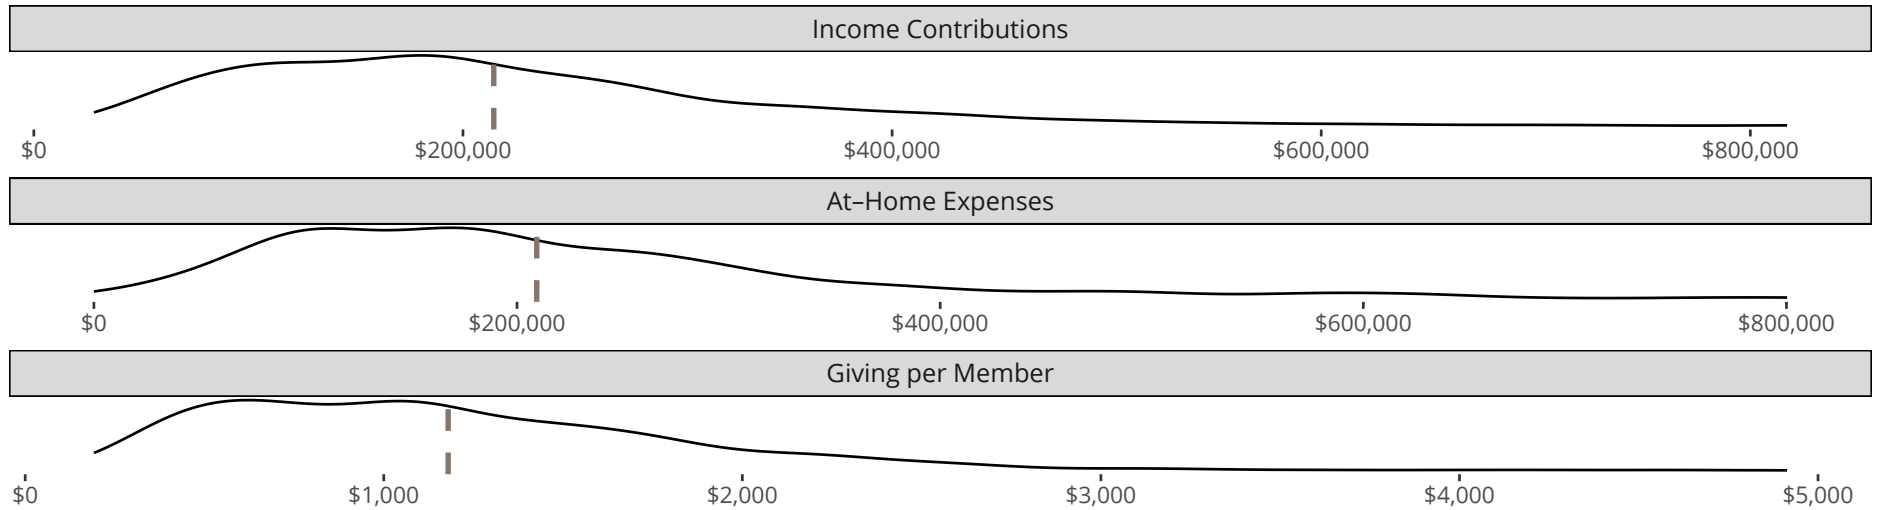 Income Contributions
$0 $200,000 $400,000 $600,000 $800,000
At–Home Expenses
$0 $200,000 $400,000 $600,000 $800,000
Giving per Member
$0 $1,000 $2,000 $3,000 $4,000 $5,000